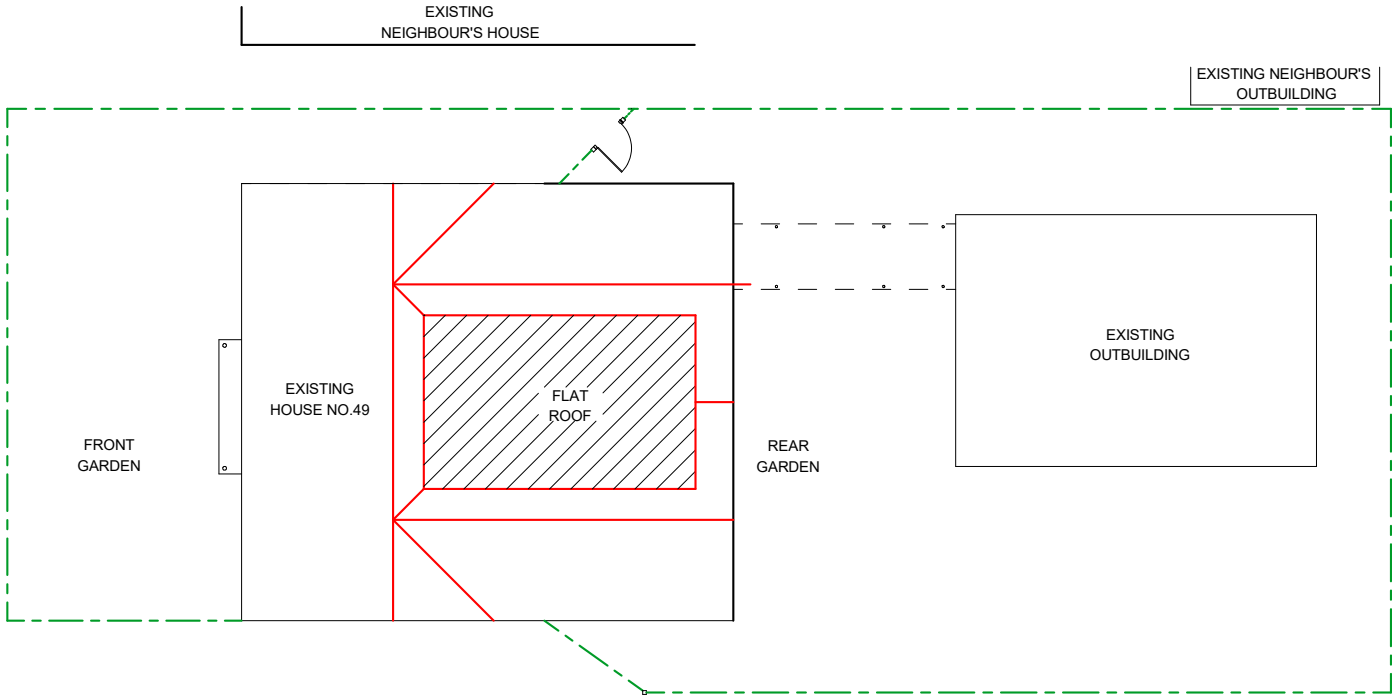 EXISTING
NEIGHBOUR'S HOUSE
EXISTING NEIGHBOUR'S
OUTBUILDING
EXISTING
OUTBUILDING
EXISTING
HOUSE NO.49
FLAT
ROOF
FRONT
GARDEN
REAR
GARDEN